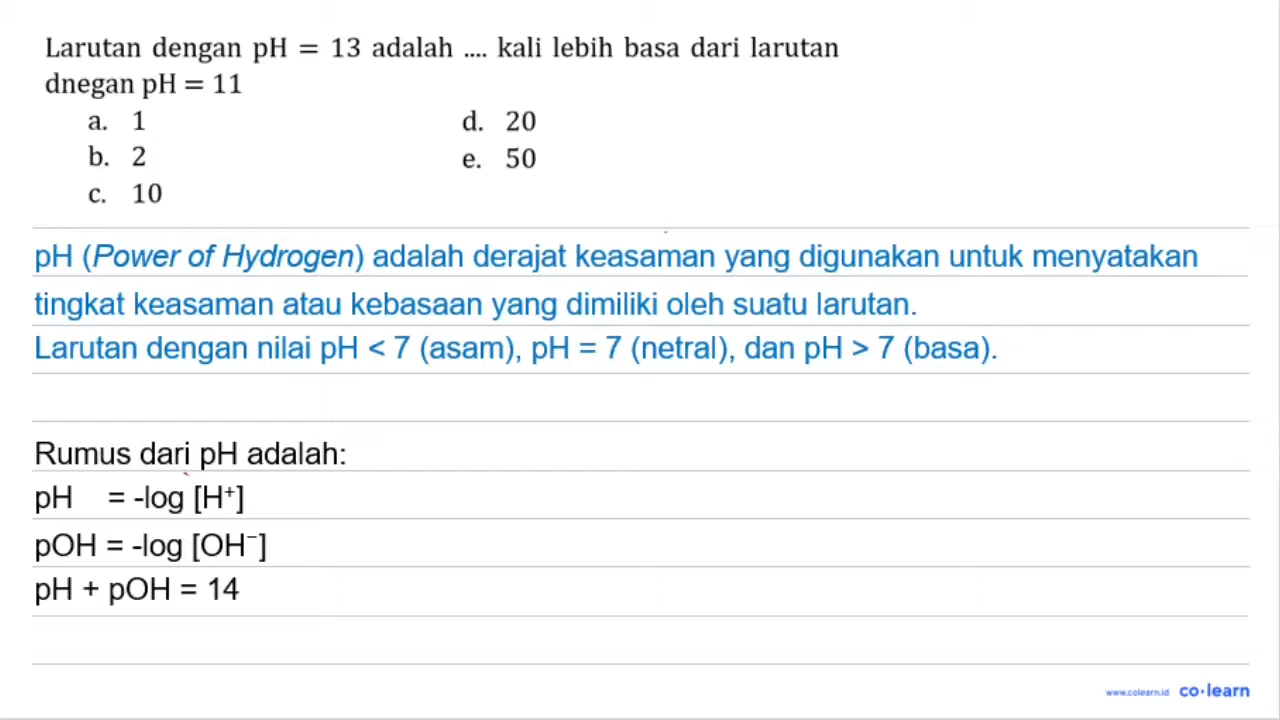 Larutan dengan pH = 13 adalah .... kali lebih basa dari larutan
dnegan pH = 11
a. 1
b. 2
c. 10
d. 20
e. 50
pH (Power of Hydrogen) adalah derajat keasaman yang digunakan untuk menyatakan
tingkat keasaman atau kebasaan yang dimiliki oleh suatu larutan.
Larutan dengan nilai pH < 7 (asam), pH = 7 (netral), dan pH > 7 (basa).
Rumus dari pH adalah:
pH = -log [H⁺]
pOH = -log [OH⁻]
pH + pOH = 14
www.colearn.id co·learn